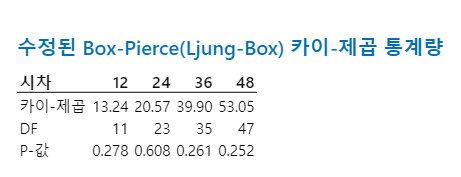 수정된 Box-Pierce(Ljung-Box) 카이-제곱 통계량
시차 12 24 36 48
카이-제곱 13.24 20.57 39.90 53.05
DF 11 23 35 47
P-값 0.278 0.608 0.261 0.252